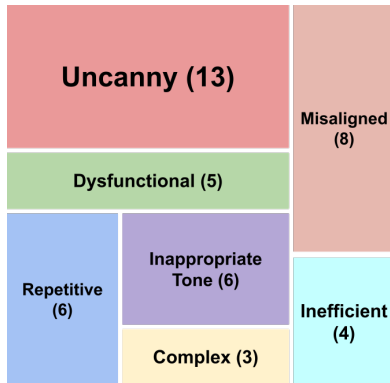 Uncanny (13)
Misaligned
(8)
Dysfunctional (5)
Repetitive
(6)
Inappropriate
Tone (6)
Inefficient
(4)
Complex (3)